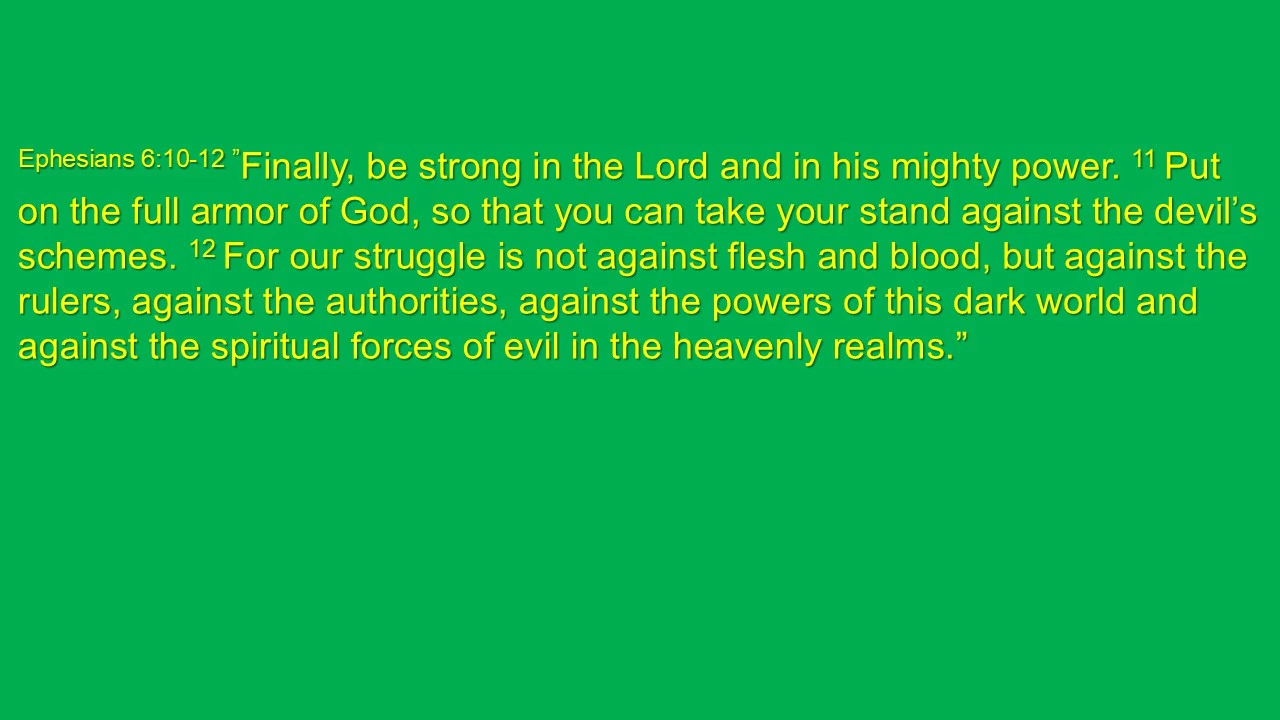 Ephesians 6:10-12 ”Finally, be strong in the Lord and in his mighty power. 11 Put
on the full armor of God, so that you can take your stand against the devil’s
schemes. 12 For our struggle is not against flesh and blood, but against the
rulers, against the authorities, against the powers of this dark world and
against the spiritual forces of evil in the heavenly realms.”